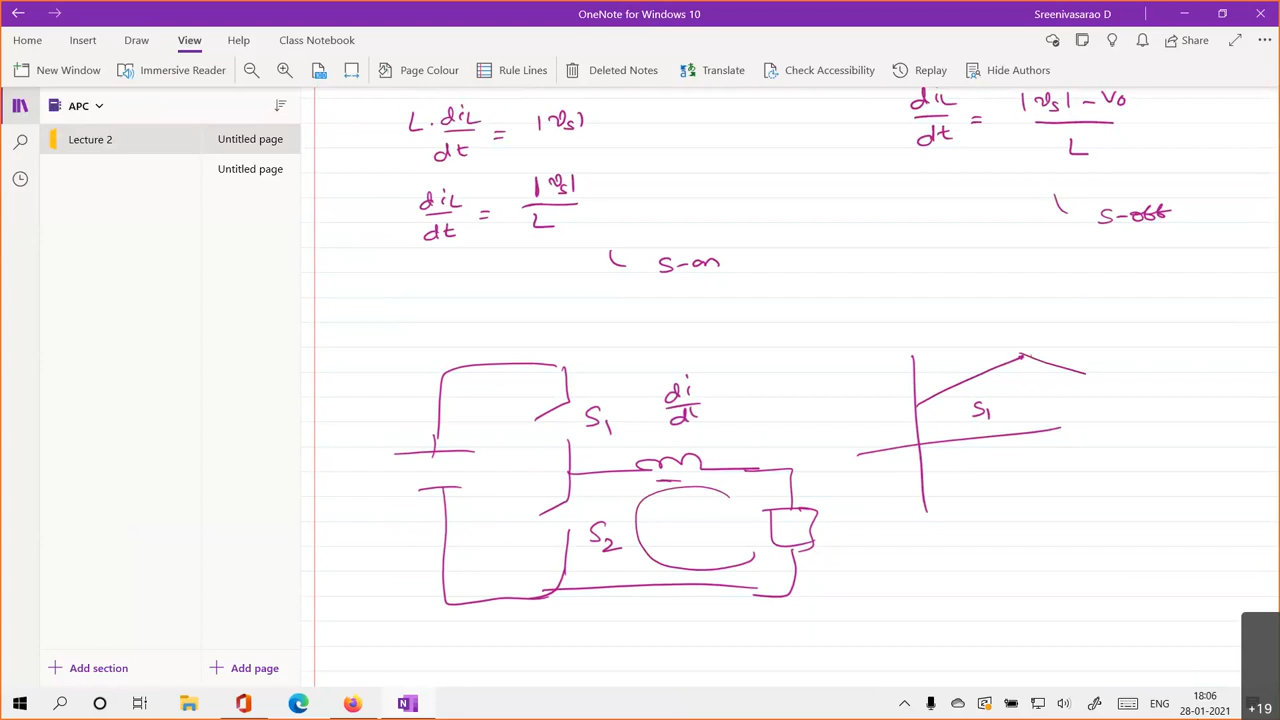 OneNote for Windows 10
Sreenivasarao D
Home Insert Draw View Help Class Notebook
Share
New Window Immersive Reader Page Colour Rule Lines Deleted Notes Translate Check Accessibility Replay Hide Authors
APC
Lecture 2
Untitled page
Untitled page
L. diL/dt = |vs|
diL/dt = |vs| - Vo / L
diL/dt = |vs| / L
S-off
S-on
di/dt
S1
S2
S1
Add section
Add page
ENG
18:06
28-01-2021
+19